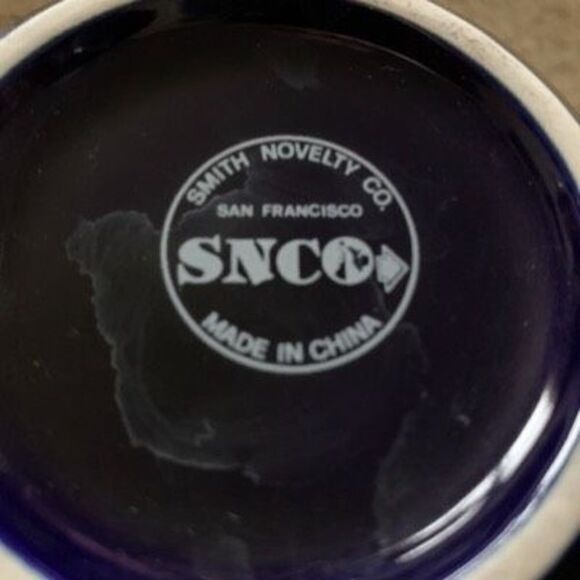 SMITH NOVELTY CO.
SAN FRANCISCO
SNCO
MADE IN CHINA